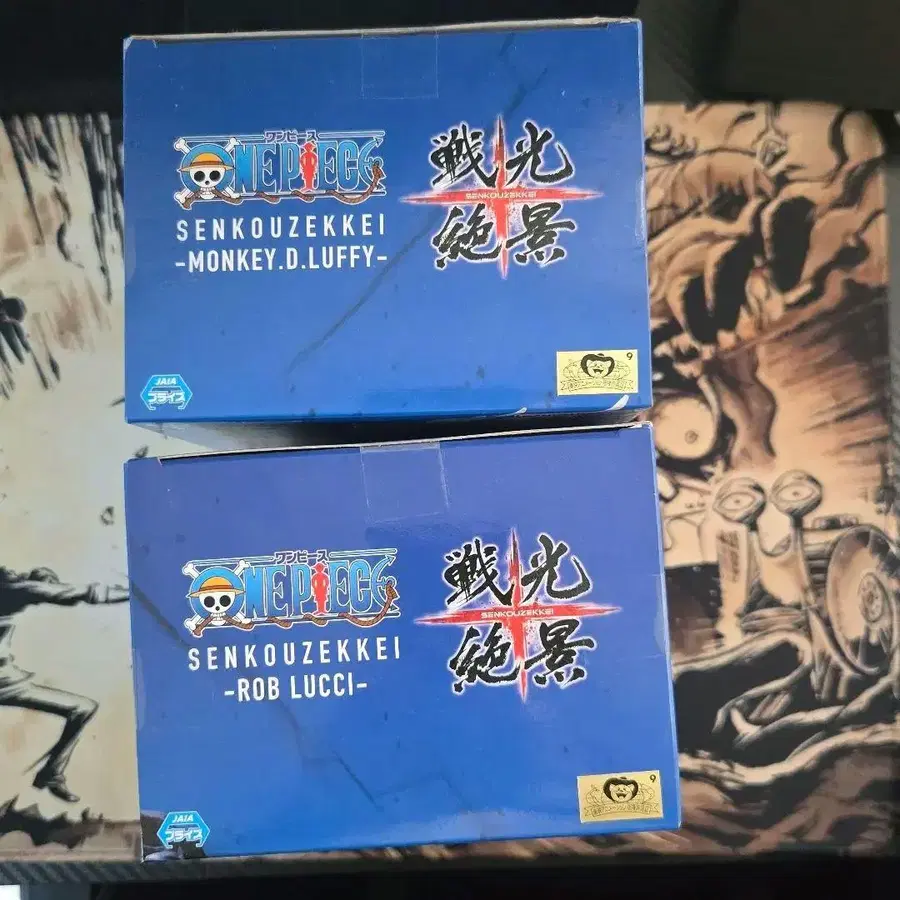 ワンピース
ONE PIECE
SENKOUZEKKEI
-MONKEY.D.LUFFY-
戦光
SENKOUZEKKEI
絶景
JAIA
プライズ
9
ワンピース
ONE PIECE
SENKOUZEKKEI
-ROB LUCCI-
戦光
SENKOUZEKKEI
絶景
JAIA
プライズ
9